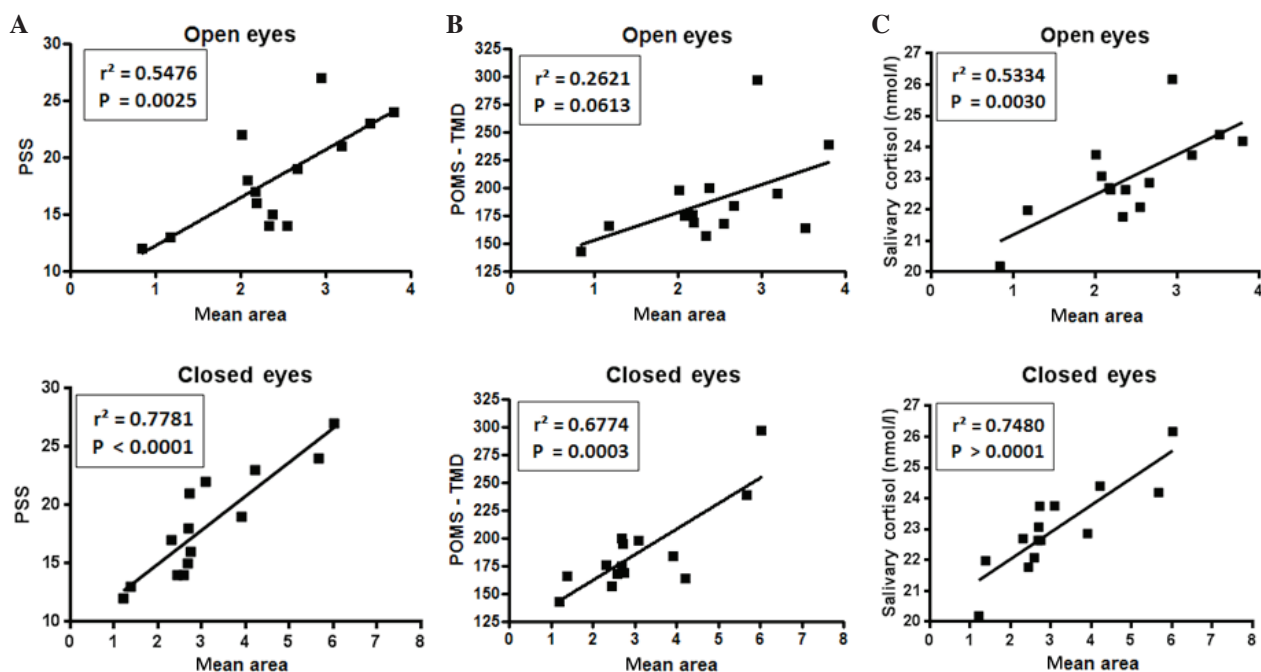 A
Open eyes
r² = 0.5476
P = 0.0025
PSS
30
25
20
15
10
0 1 2 3 4
Mean area
B
Open eyes
r² = 0.2621
P = 0.0613
POMS - TMD
325
300
275
250
225
200
175
150
125
0 1 2 3 4
Mean area
C
Open eyes
r² = 0.5334
P = 0.0030
Salivary cortisol (nmol/l)
27
26
25
24
23
22
21
20
0 1 2 3 4
Mean area
Closed eyes
r² = 0.7781
P < 0.0001
PSS
30
25
20
15
10
0 1 2 3 4 5 6 7 8
Mean area
Closed eyes
r² = 0.6774
P = 0.0003
POMS - TMD
325
300
275
250
225
200
175
150
125
0 1 2 3 4 5 6 7 8
Mean area
Closed eyes
r² = 0.7480
P > 0.0001
Salivary cortisol (nmol/l)
27
26
25
24
23
22
21
20
0 1 2 3 4 5 6 7 8
Mean area